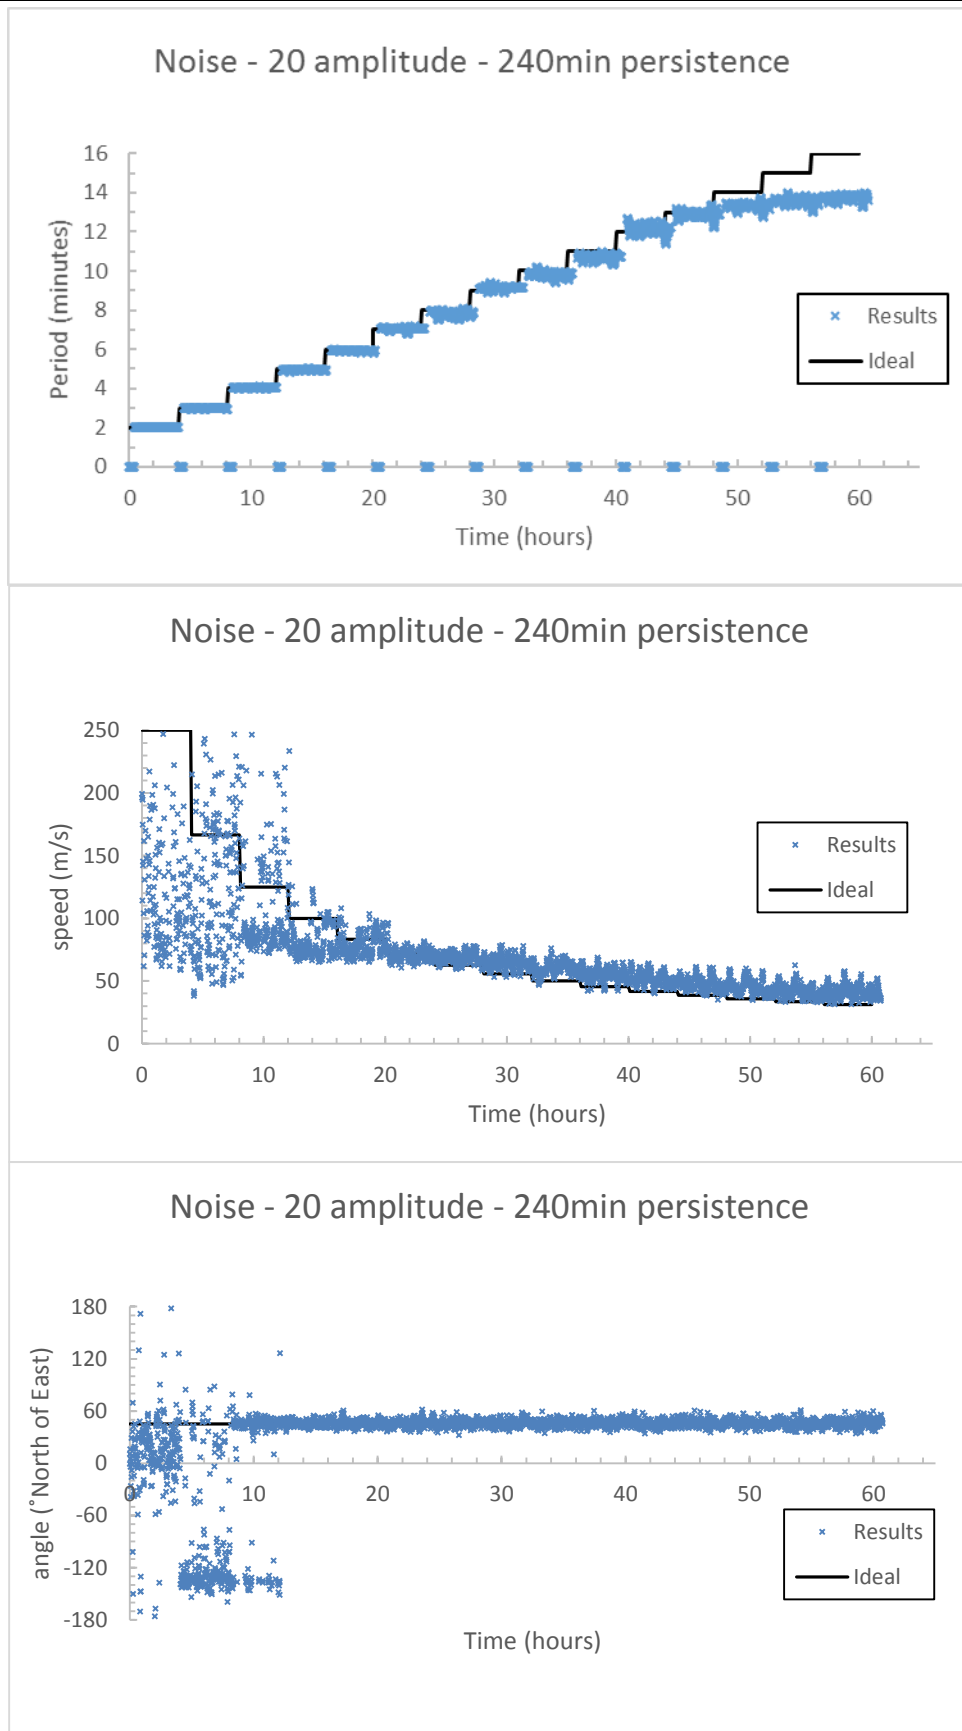 Noise - 20 amplitude - 240min persistence
16
14
12
10
8
6
4
2
0
Period (minutes)
0 10 20 30 40 50 60
Time (hours)
Results
Ideal
Noise - 20 amplitude - 240min persistence
250
200
150
100
50
0
speed (m/s)
0 10 20 30 40 50 60
Time (hours)
Results
Ideal
Noise - 20 amplitude - 240min persistence
180
120
60
0
-60
-120
-180
angle (˚North of East)
0 10 20 30 40 50 60
Time (hours)
Results
Ideal